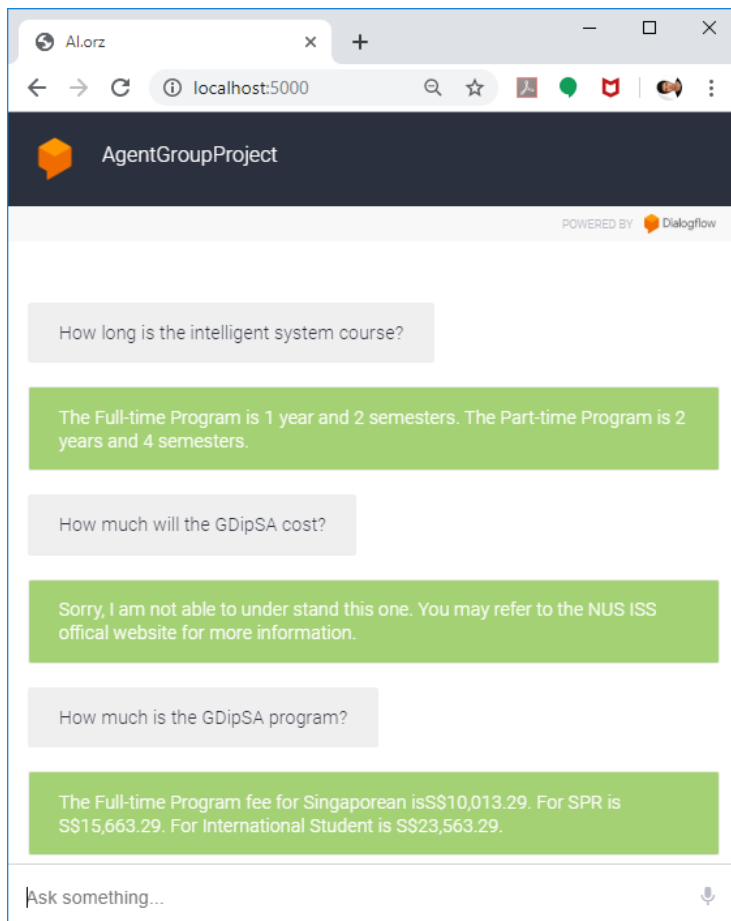 AI.orz
localhost:5000
AgentGroupProject
POWERED BY Dialogflow
How long is the intelligent system course?
The Full-time Program is 1 year and 2 semesters. The Part-time Program is 2
years and 4 semesters.
How much will the GDipSA cost?
Sorry, I am not able to under stand this one. You may refer to the NUS ISS
offical website for more information.
How much is the GDipSA program?
The Full-time Program fee for Singaporean isS$10,013.29. For SPR is
S$15,663.29. For International Student is S$23,563.29.
Ask something...